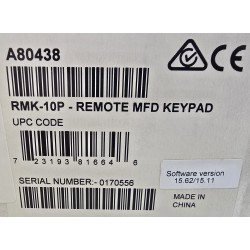 A80438
CE
RMK-10P - REMOTE MFD KEYPAD
UPC CODE
7 23193 81664 6
Software version
15.62/15.11
SERIAL NUMBER:- 0170556
MADE IN
CHINA